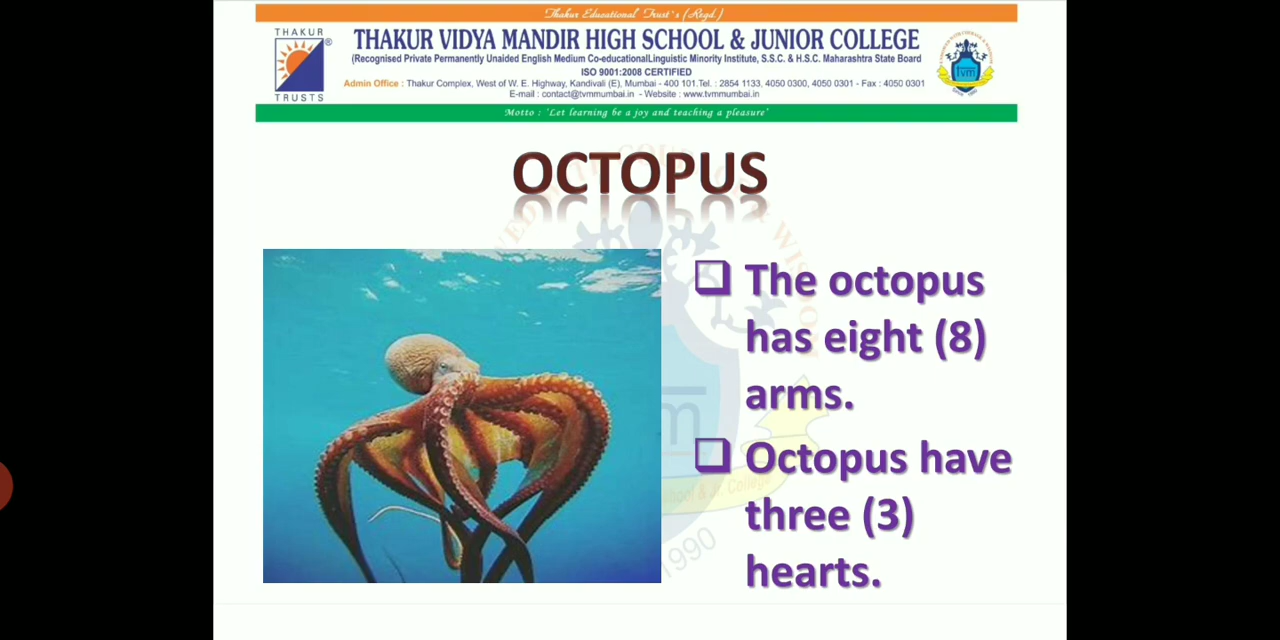 Thakur Educational Trust's (Regd.)
THAKUR
®
TRUSTS
THAKUR VIDYA MANDIR HIGH SCHOOL & JUNIOR COLLEGE
(Recognised Private Permanently Unaided English Medium Co-educationalLinguistic Minority Institute, S.S.C. & H.S.C. Maharashtra State Board
ISO 9001:2008 CERTIFIED
Admin Office : Thakur Complex, West of W. E. Highway, Kandivali (E), Mumbai - 400 101.Tel. : 2854 1133, 4050 0300, 4050 0301 - Fax : 4050 0301
E-mail : contact@tvmmumbai.in - Website : www.tvmmumbai.in
tvm
Motto : 'Let learning be a joy and teaching a pleasure'
OCTOPUS
The octopus
has eight (8)
arms.
Octopus have
three (3)
hearts.
1990